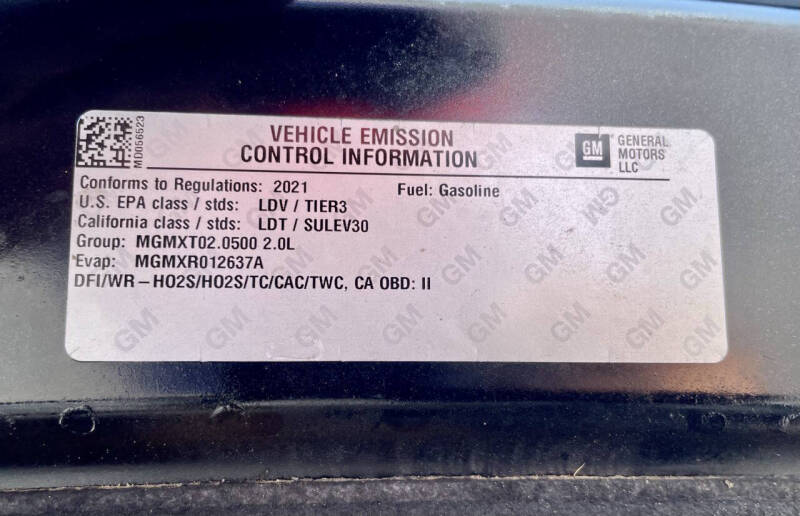 MD056523
VEHICLE EMISSION
CONTROL INFORMATION
GM
GENERAL
MOTORS
LLC
Conforms to Regulations: 2021 Fuel: Gasoline
U.S. EPA class / stds: LDV / TIER3
California class / stds: LDT / SULEV30
Group: MGMXT02.0500 2.0L
Evap: MGMXR012637A
DFI/WR – HO2S/HO2S/TC/CAC/TWC, CA OBD: II